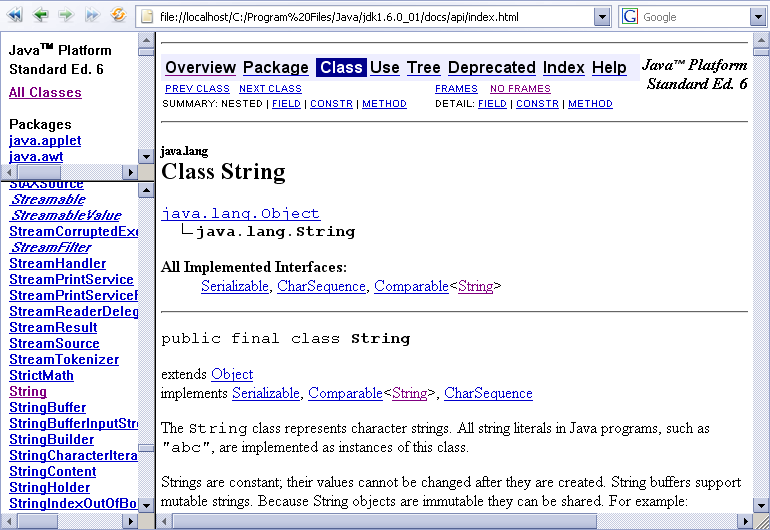 file://localhost/C:/Program%20Files/Java/jdk1.6.0_01/docs/api/index.html
Google
Java™ Platform
Standard Ed. 6
All Classes
Packages
java.applet
java.awt
StAXSource
Streamable
StreamableValue
StreamCorruptedExc
StreamFilter
StreamHandler
StreamPrintService
StreamPrintServiceF
StreamReaderDeleg
StreamResult
StreamSource
StreamTokenizer
StrictMath
String
StringBuffer
StringBufferInputStre
StringBuilder
StringCharacterItera
StringContent
StringHolder
StringIndexOutOfBo
Overview Package Class Use Tree Deprecated Index Help
Java™ Platform
Standard Ed. 6
PREV CLASS NEXT CLASS FRAMES NO FRAMES
SUMMARY: NESTED | FIELD | CONSTR | METHOD DETAIL: FIELD | CONSTR | METHOD
java.lang
Class String
java.lang.Object
java.lang.String
All Implemented Interfaces:
Serializable, CharSequence, Comparable<String>
public final class String
extends Object
implements Serializable, Comparable<String>, CharSequence
The String class represents character strings. All string literals in Java programs, such as
"abc", are implemented as instances of this class.
Strings are constant; their values cannot be changed after they are created. String buffers support
mutable strings. Because String objects are immutable they can be shared. For example: